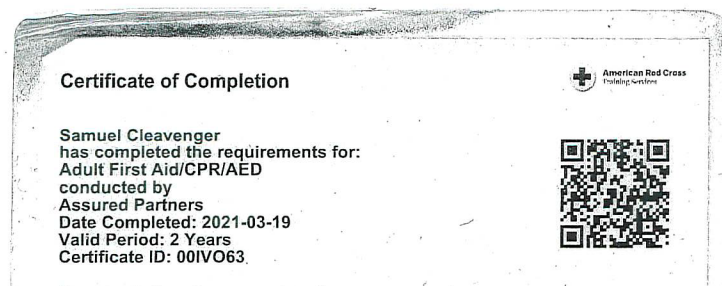 Certificate of Completion
American Red Cross
Training Services
Samuel Cleavenger
has completed the requirements for:
Adult First Aid/CPR/AED
conducted by
Assured Partners
Date Completed: 2021-03-19
Valid Period: 2 Years
Certificate ID: 00IVO63